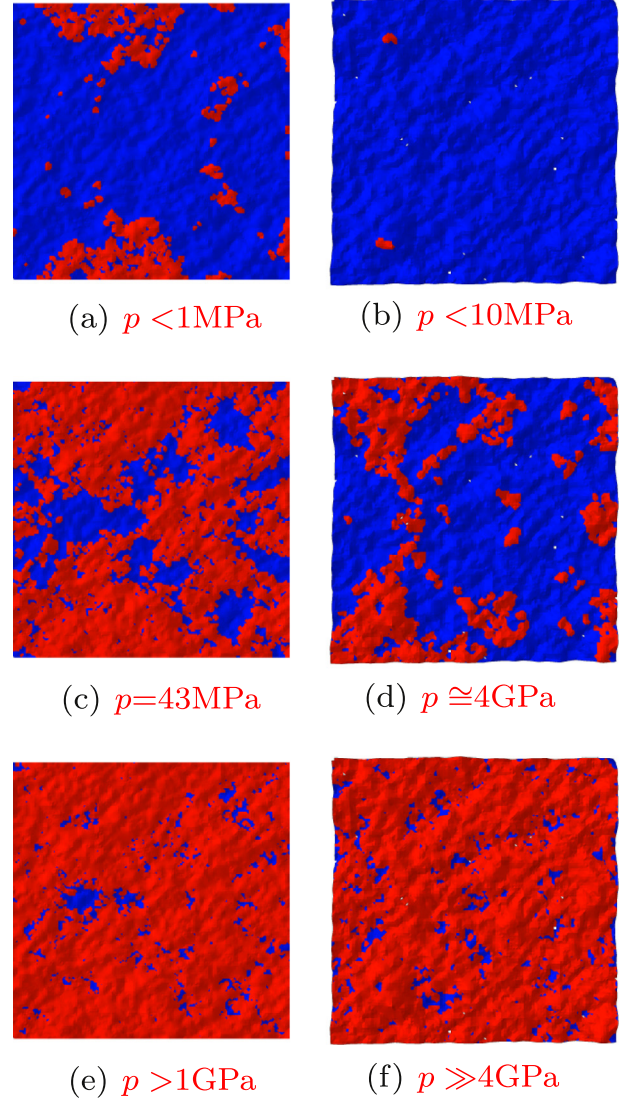 (a) p <1MPa
(b) p <10MPa
(c) p=43MPa
(d) p ≅4GPa
(e) p >1GPa
(f) p ≫4GPa